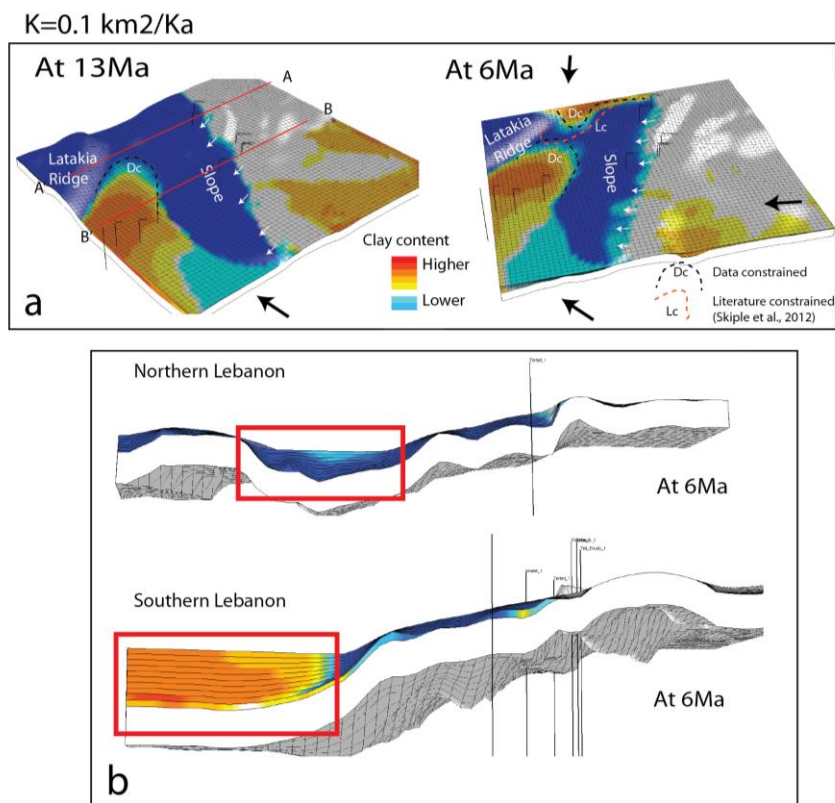 K=0.1 km2/Ka
At 13Ma
A
B
Latakia
Ridge
Dc
Slope
A'
B'
Clay content
Higher
Lower
a
At 6Ma
Dc
Lc
Latakia
Ridge
Dc
Slope
Dc
Data constrained
Lc
Literature constrained
(Skiple et al., 2012)
Northern Lebanon
At 6Ma
Southern Lebanon
At 6Ma
b